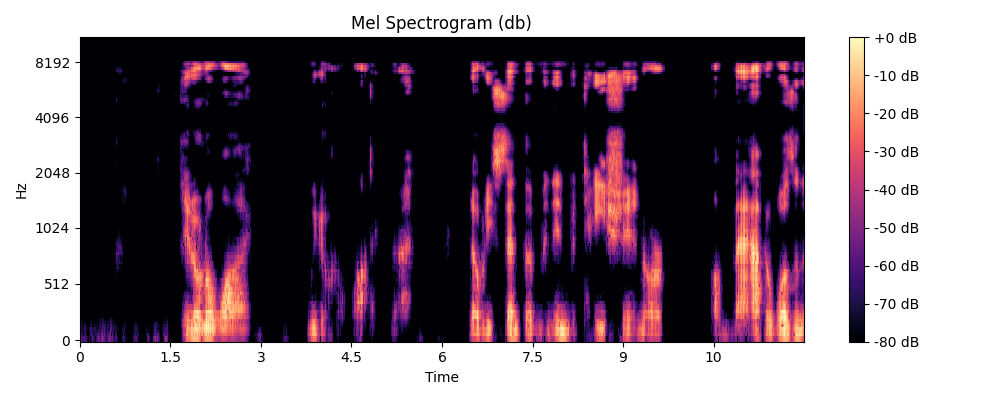 Mel Spectrogram (db)
8192
4096
2048
1024
512
0
Hz
0 1.5 3 4.5 6 7.5 9 10
Time
+0 dB
-10 dB
-20 dB
-30 dB
-40 dB
-50 dB
-60 dB
-70 dB
-80 dB